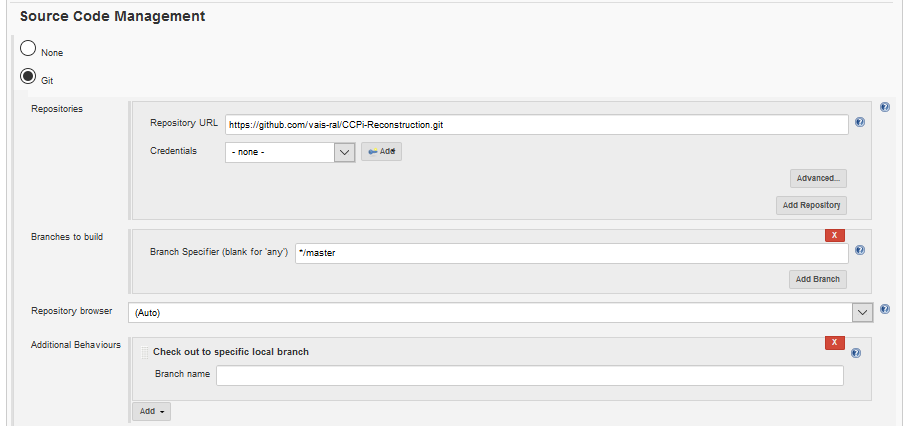 Source Code Management
None
Git
Repositories
Repository URL https://github.com/vais-ral/CCPi-Reconstruction.git
Credentials - none - Add
Advanced...
Add Repository
Branches to build
X
Branch Specifier (blank for 'any') */master
Add Branch
Repository browser (Auto)
Additional Behaviours
X
Check out to specific local branch
Branch name
Add